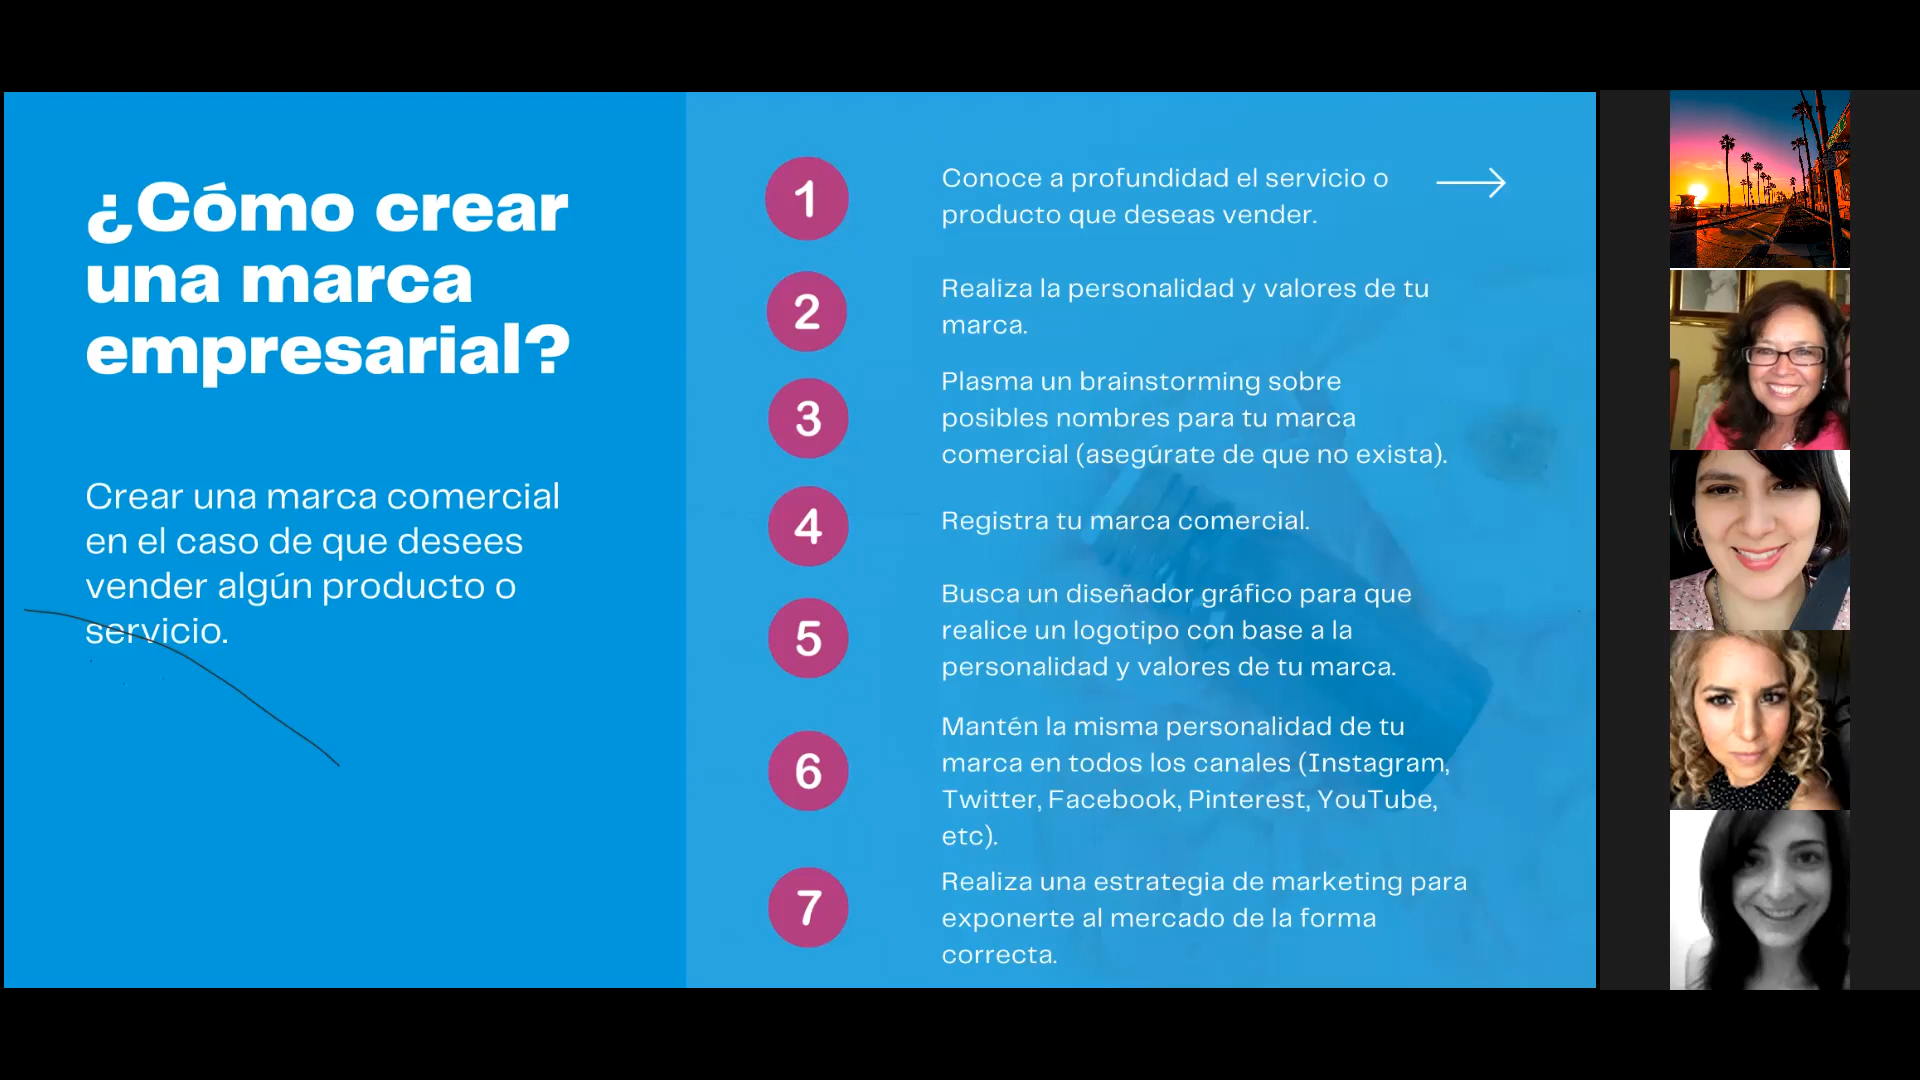 ¿Cómo crear
una marca
empresarial?
Crear una marca comercial
en el caso de que desees
vender algún producto o
servicio.
1
Conoce a profundidad el servicio o
producto que deseas vender.
2
Realiza la personalidad y valores de tu
marca.
3
Plasma un brainstorming sobre
posibles nombres para tu marca
comercial (asegúrate de que no exista).
4
Registra tu marca comercial.
5
Busca un diseñador gráfico para que
realice un logotipo con base a la
personalidad y valores de tu marca.
6
Mantén la misma personalidad de tu
marca en todos los canales (Instagram,
Twitter, Facebook, Pinterest, YouTube,
etc).
7
Realiza una estrategia de marketing para
exponerte al mercado de la forma
correcta.